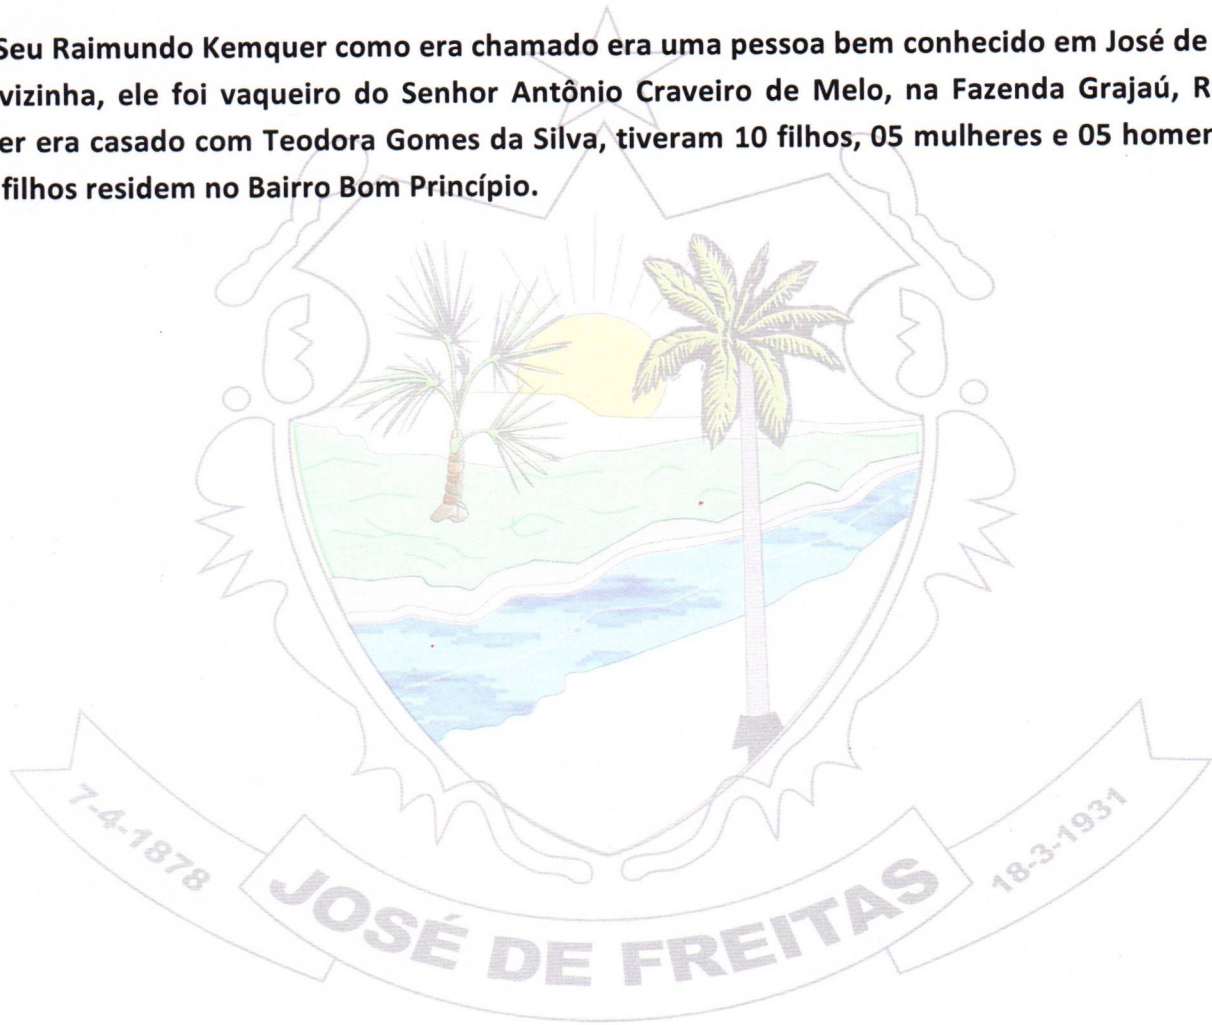 Seu Raimundo Kemquer como era chamado era uma pessoa bem conhecido em José de
vizinha, ele foi vaqueiro do Senhor Antônio Craveiro de Melo, na Fazenda Grajaú, R
er era casado com Teodora Gomes da Silva, tiveram 10 filhos, 05 mulheres e 05 homen
filhos residem no Bairro Bom Princípio.
7-4-1878
JOSÉ DE FREITAS
18-3-1931